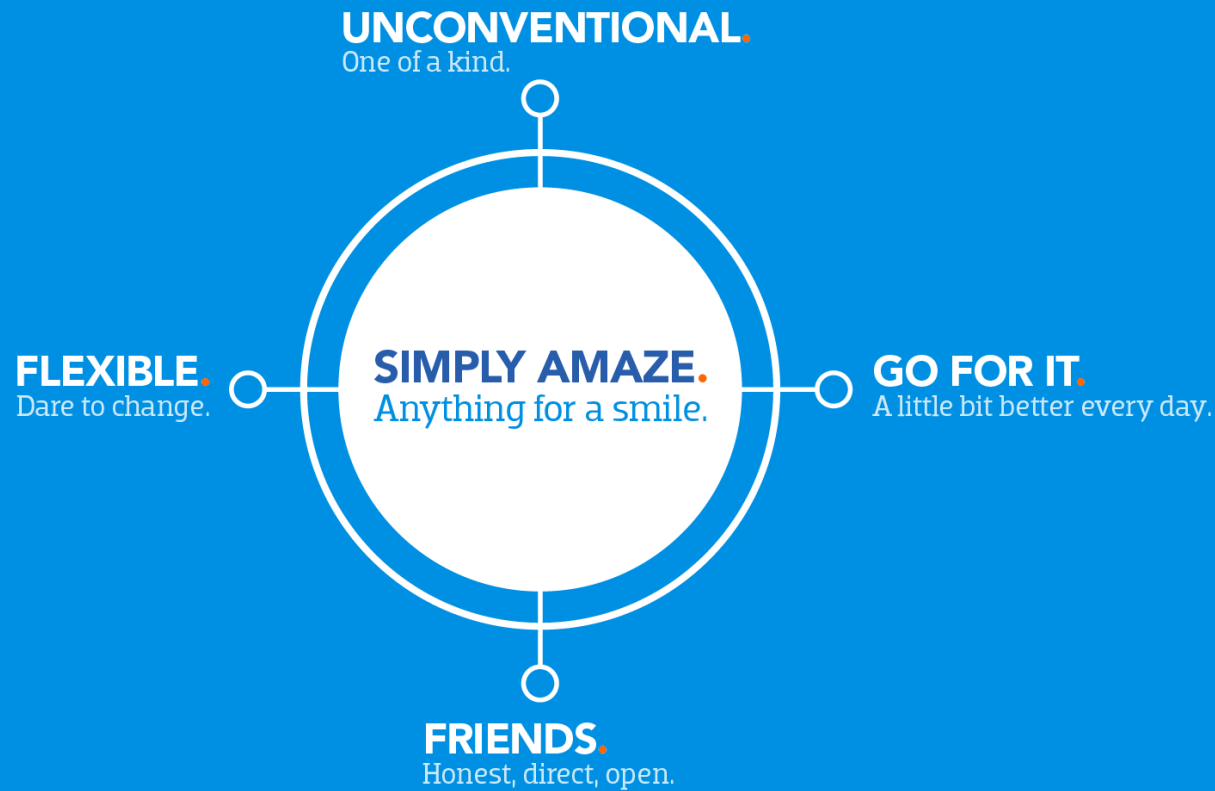 UNCONVENTIONAL.
One of a kind.
FLEXIBLE.
Dare to change.
SIMPLY AMAZE.
Anything for a smile.
GO FOR IT.
A little bit better every day.
FRIENDS.
Honest, direct, open.